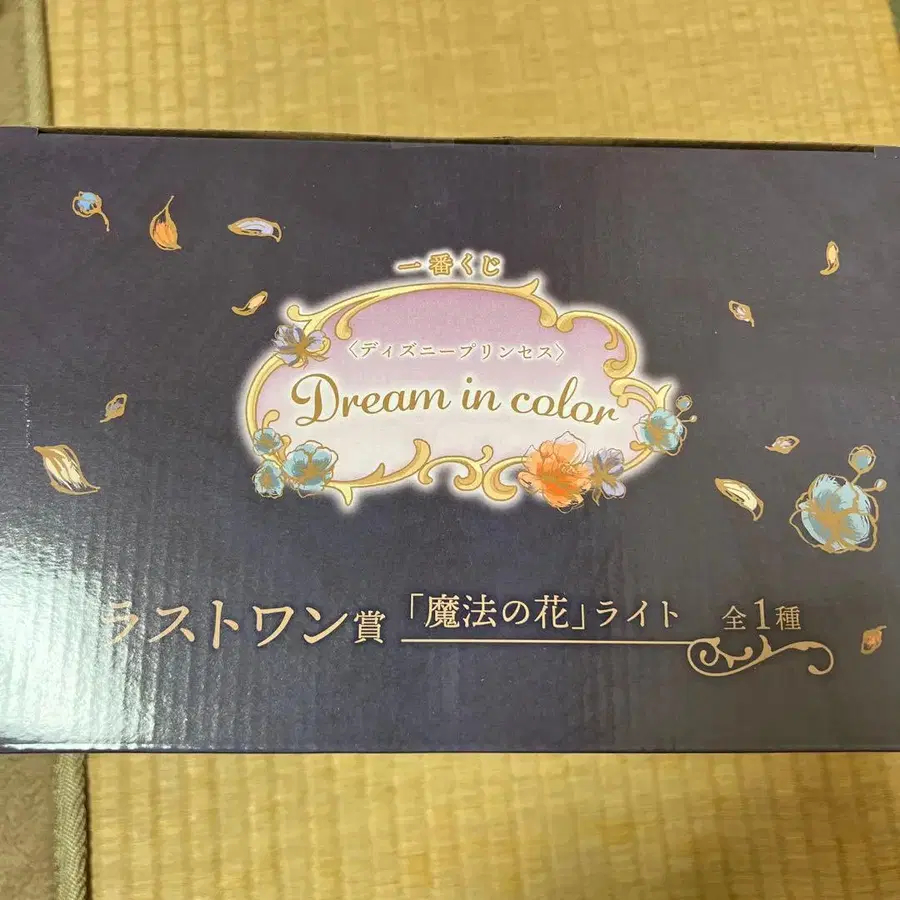 一番くじ
〈ディズニープリンセス〉
Dream in color
ラストワン賞 「魔法の花」ライト 全1種